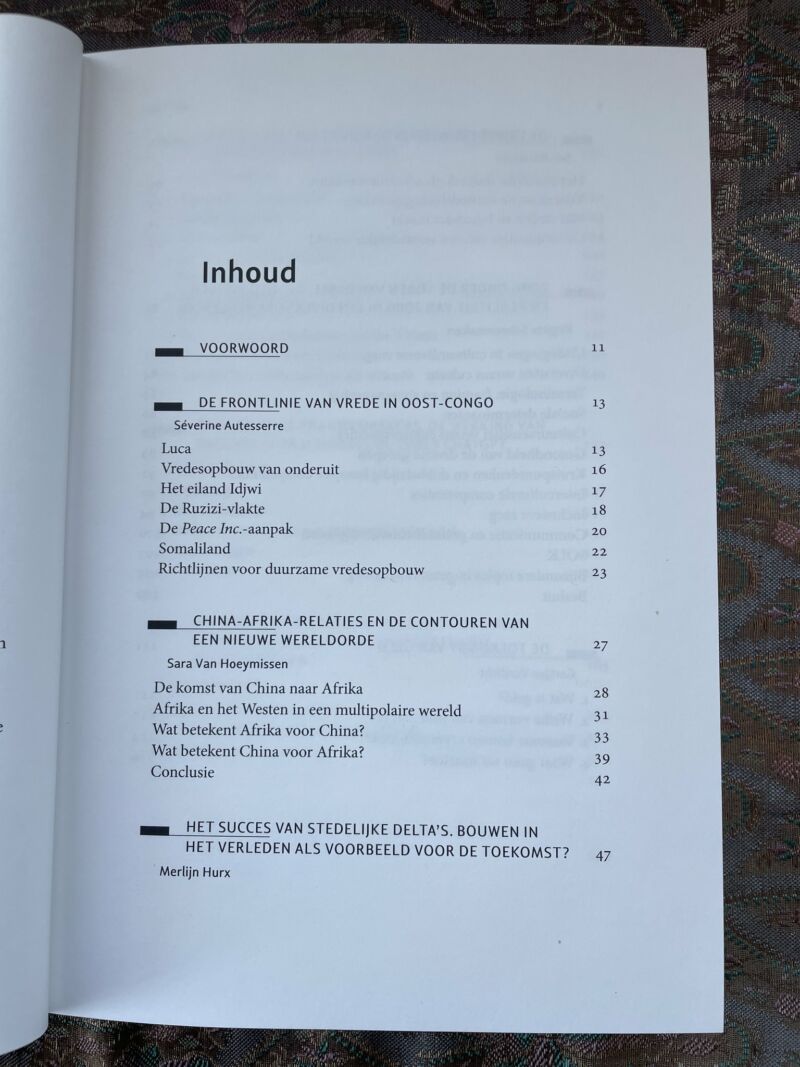 Inhoud
VOORWOORD 11
DE FRONTLINIE VAN VREDE IN OOST-CONGO 13
Séverine Autesserre
Luca 13
Vredesopbouw van onderuit 16
Het eiland Idjwi 17
De Ruzizi-vlakte 18
De Peace Inc.-aanpak 20
Somaliland 22
Richtlijnen voor duurzame vredesopbouw 23
CHINA-AFRIKA-RELATIES EN DE CONTOUREN VAN
EEN NIEUWE WERELDORDE 27
Sara Van Hoeymissen
De komst van China naar Afrika 28
Afrika en het Westen in een multipolaire wereld 31
Wat betekent Afrika voor China? 33
Wat betekent China voor Afrika? 39
Conclusie 42
HET SUCCES VAN STEDELIJKE DELTA'S. BOUWEN IN
HET VERLEDEN ALS VOORBEELD VOOR DE TOEKOMST? 47
Merlijn Hurx